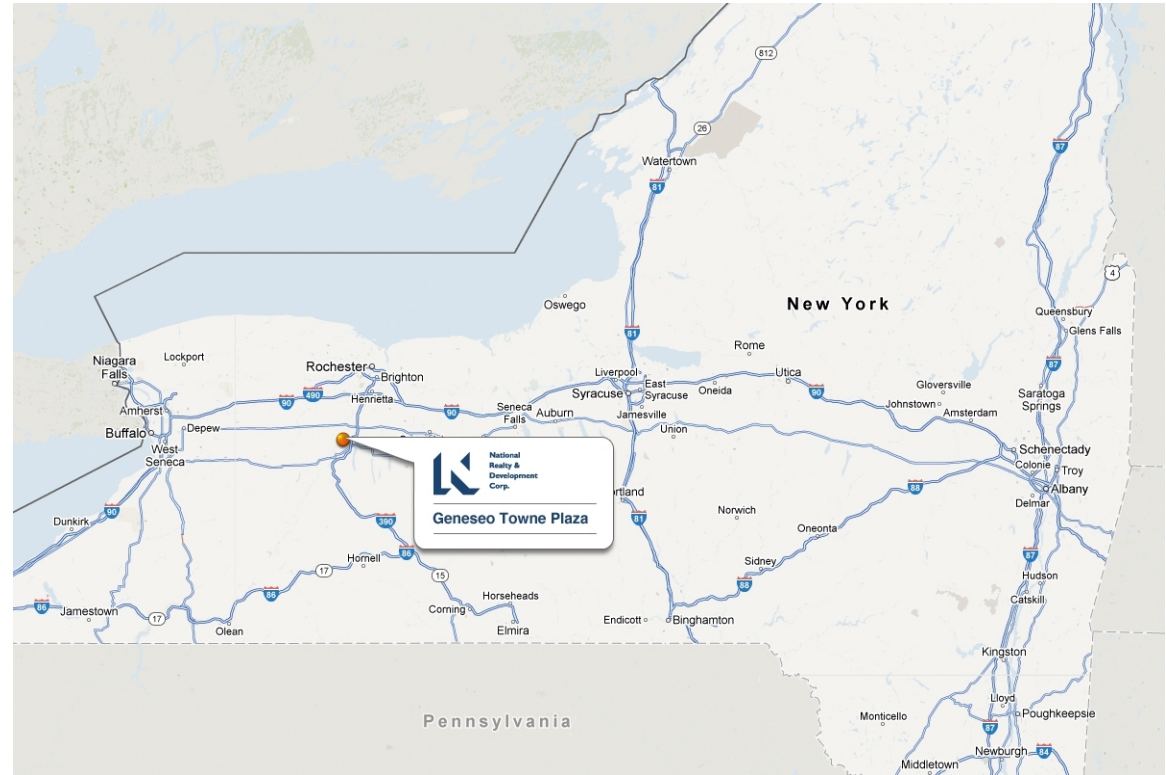 812
26
Watertown
81
87
4
Oswego
New York
Queensbury
Glens Falls
81
Rome
87
Niagara
Falls
Lockport
Rochester
Brighton
Liverpool
Utica
East
Syracuse
Syracuse
Oneida
90
Gloversville
Saratoga
Springs
490
90
Henrietta
90
Seneca
Falls
Auburn
Jamesville
Johnstown
Amsterdam
Amherst
Buffalo
Depew
Union
West
Seneca
Schenectady
Colonie
Troy
National
Realty &
Development
Corp.
Geneseo Towne Plaza
88
Albany
Delmar
90
Dunkirk
390
81
Norwich
Oneonta
86
Hornell
17
15
Sidney
87
88
Hudson
Catskill
86
86
Jamestown
17
Olean
Corning
Horseheads
Elmira
Endicott
Binghamton
Kingston
Pennsylvania
Monticello
Lloyd
Poughkeepsie
87
Newburgh
84
Middletown